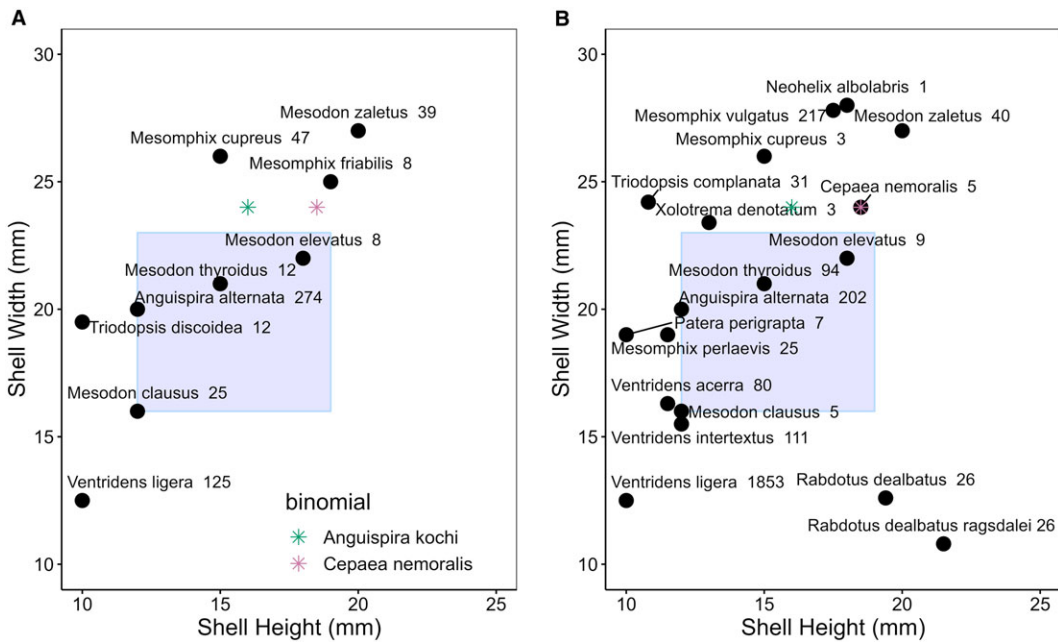 A
30
25
20
15
10
Shell Width (mm)
Mesodon zaletus 39
Mesomphix cupreus 47
Mesomphix friabilis 8
Mesodon elevatus 8
Mesodon thyroidus 12
Anguispira alternata 274
Triodopsis discoidea 12
Mesodon clausus 25
Ventridens ligera 125
binomial
Anguispira kochi
Cepaea nemoralis
10 15 20 25
Shell Height (mm)
B
30
25
20
15
10
Shell Width (mm)
Neohelix albolabris 1
Mesomphix vulgatus 217
Mesodon zaletus 40
Mesomphix cupreus 3
Triodopsis complanata 31
Cepaea nemoralis 5
Xolotrema denotatum 3
Mesodon elevatus 9
Mesodon thyroidus 94
Anguispira alternata 202
Patera perigrapta 7
Mesomphix perlaevis 25
Ventridens acerra 80
Mesodon clausus 5
Ventridens intertextus 111
Ventridens ligera 1853
Rabdotus dealbatus 26
Rabdotus dealbatus ragsdalei 26
10 15 20 25
Shell Height (mm)